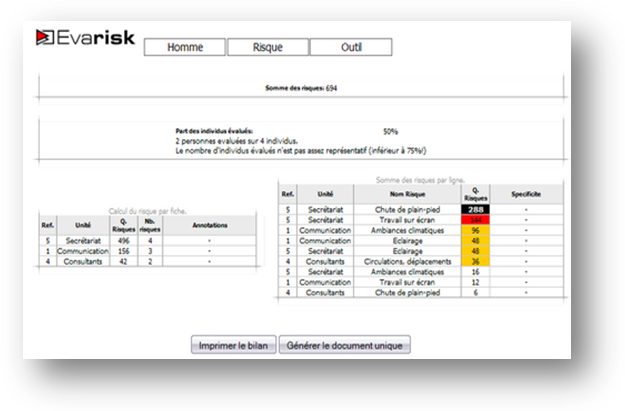 Evarisk
Homme Risque Outil
Somme des risques: 694
Part des individus évalués: 50%
2 personnes evaluées sur 4 individus.
Le nombre d'individus évalués n'est pas assez représentatif (inférieur à 75%!)
Calcul du risque par fiche.
Ref. Unité Q. Risques Nb. risques Annotations
5 Secrétariat 496 4 -
1 Communication 156 3 -
4 Consultants 42 2 -
Somme des risques par ligne.
Ref. Unité Nom Risque Q. Risques Specificite
5 Secrétariat Chute de plain-pied 288 -
5 Secrétariat Travail sur écran 144 -
1 Communication Ambiances climatiques 96 -
1 Communication Eclairage 48 -
5 Secrétariat Eclairage 48 -
4 Consultants Circulations, déplacements 36 -
5 Secrétariat Ambiances climatiques 16 -
1 Communication Travail sur écran 12 -
4 Consultants Chute de plain-pied 6 -
Imprimer le bilan Générer le document unique